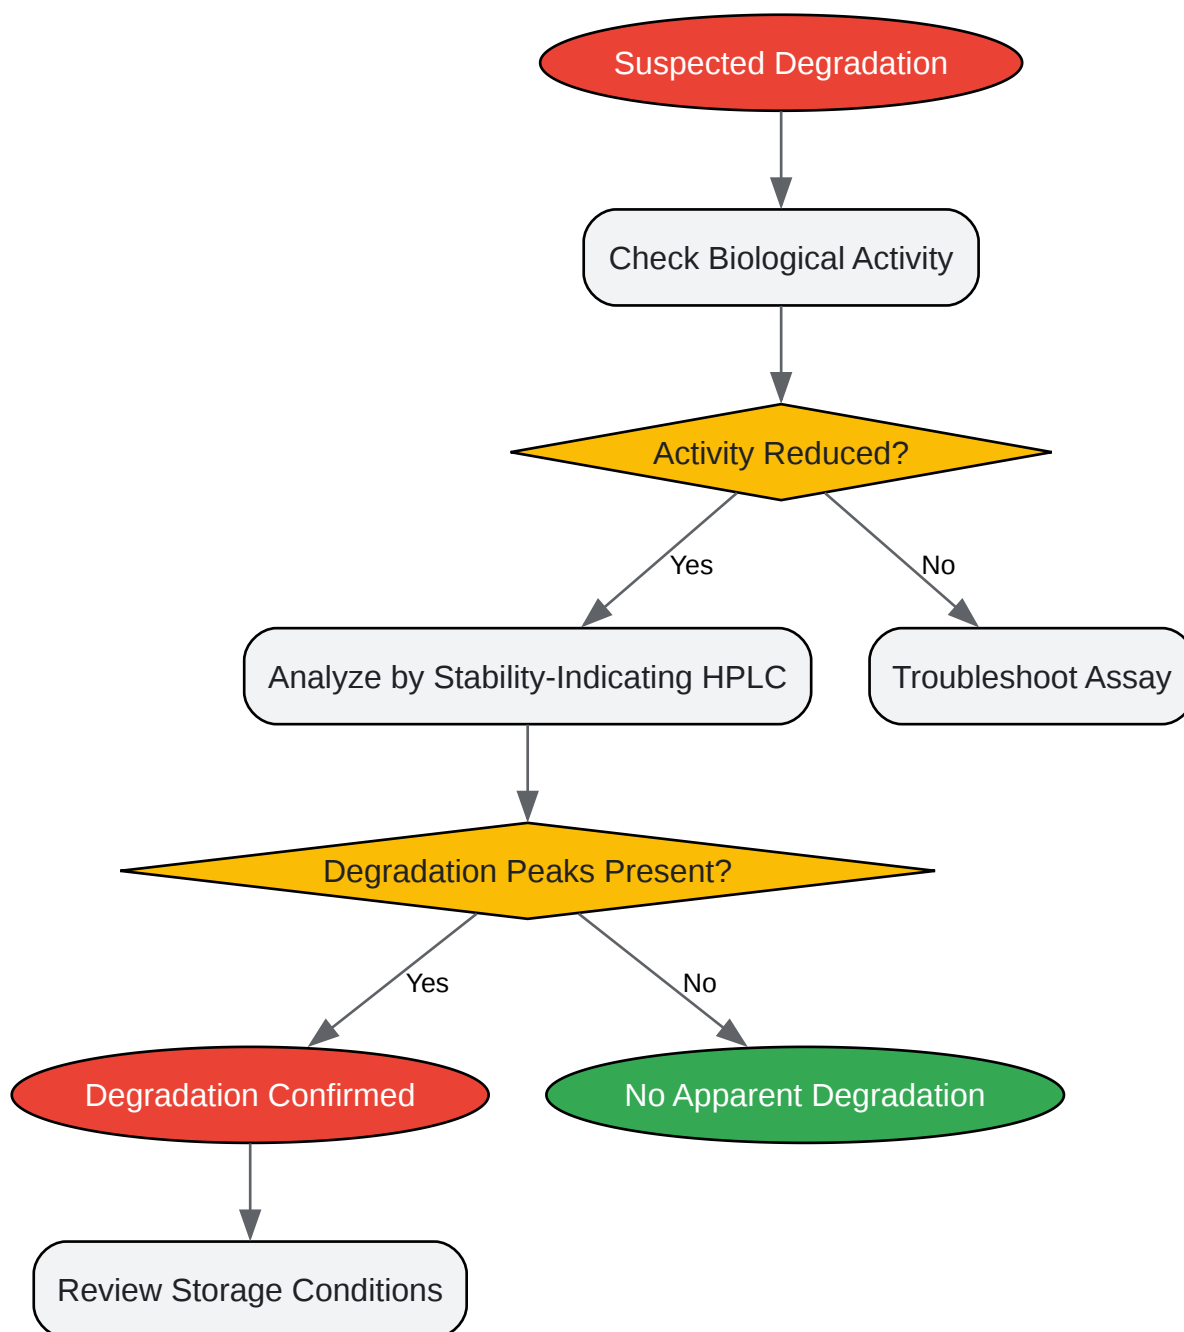 Suspected Degradation
Check Biological Activity
Activity Reduced?
Yes
No
Analyze by Stability-Indicating HPLC
Troubleshoot Assay
Degradation Peaks Present?
Yes
No
Degradation Confirmed
No Apparent Degradation
Review Storage Conditions